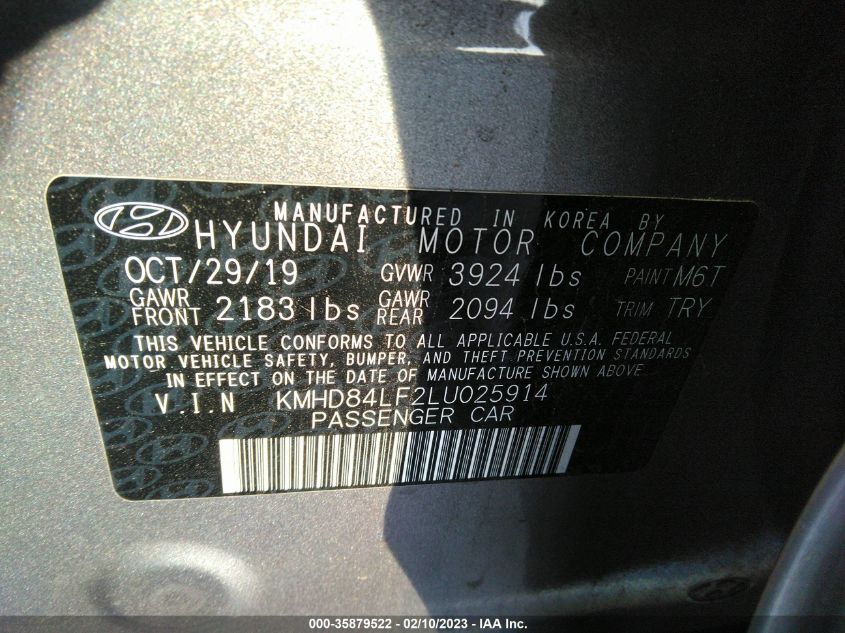 MANUFACTURED IN KOREA BY
HYUNDAI MOTOR COMPANY
OCT/29/19 GVWR 3924 lbs PAINT M6T
GAWR FRONT 2183 lbs GAWR REAR 2094 lbs TRIM TRY
THIS VEHICLE CONFORMS TO ALL APPLICABLE U.S.A. FEDERAL
MOTOR VEHICLE SAFETY, BUMPER, AND THEFT PREVENTION STANDARDS
IN EFFECT ON THE DATE OF MANUFACTURE SHOWN ABOVE.
V.I.N KMHD84LF2LU025914
PASSENGER CAR
000-35879522 - 02/10/2023 - IAA Inc.